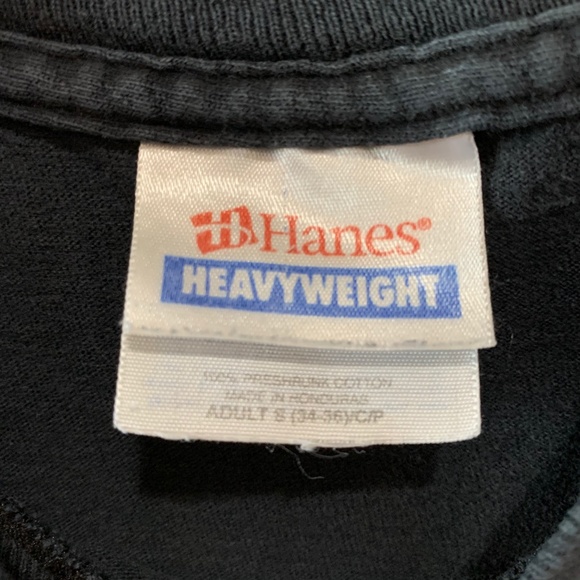 Hanes®
HEAVYWEIGHT
100% PRESHRUNK COTTON
MADE IN HONDURAS
ADULT S (34-36)/C/P